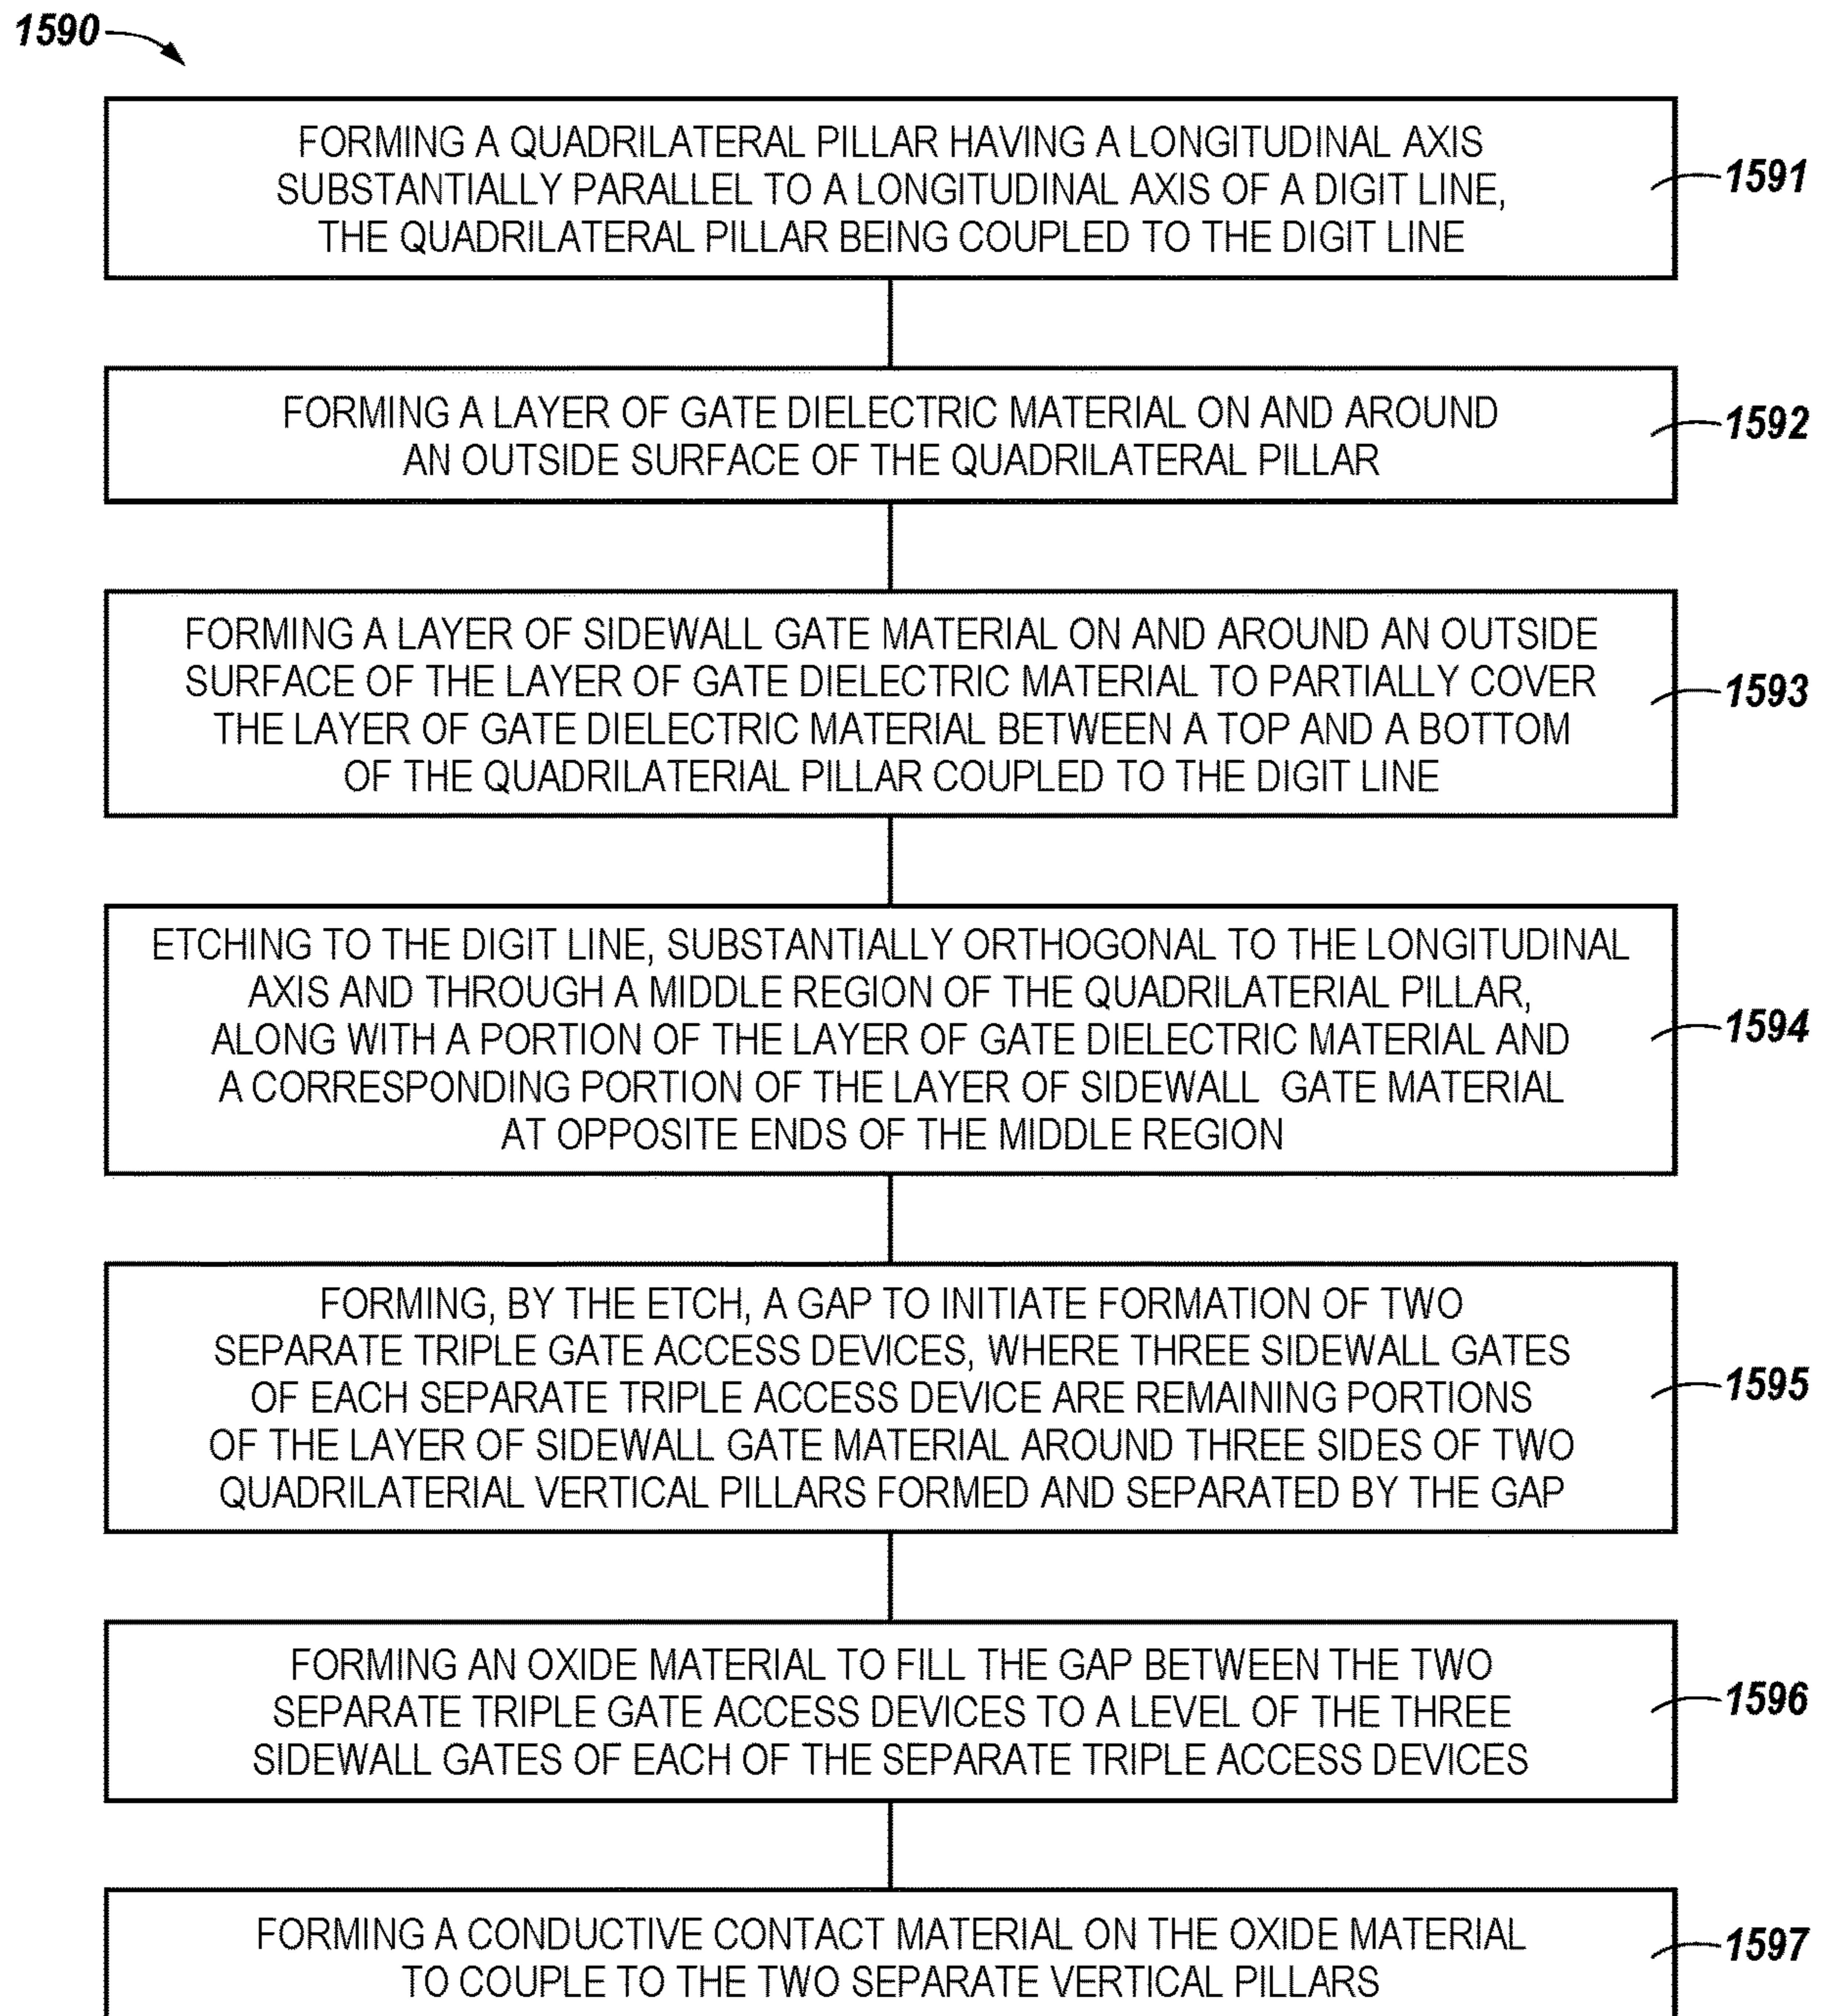 1590
FORMING A QUADRILATERAL PILLAR HAVING A LONGITUDINAL AXIS
SUBSTANTIALLY PARALLEL TO A LONGITUDINAL AXIS OF A DIGIT LINE,
THE QUADRILATERAL PILLAR BEING COUPLED TO THE DIGIT LINE
1591
FORMING A LAYER OF GATE DIELECTRIC MATERIAL ON AND AROUND
AN OUTSIDE SURFACE OF THE QUADRILATERAL PILLAR
1592
FORMING A LAYER OF SIDEWALL GATE MATERIAL ON AND AROUND AN OUTSIDE
SURFACE OF THE LAYER OF GATE DIELECTRIC MATERIAL TO PARTIALLY COVER
THE LAYER OF GATE DIELECTRIC MATERIAL BETWEEN A TOP AND A BOTTOM
OF THE QUADRILATERIAL PILLAR COUPLED TO THE DIGIT LINE
1593
ETCHING TO THE DIGIT LINE, SUBSTANTIALLY ORTHOGONAL TO THE LONGITUDINAL
AXIS AND THROUGH A MIDDLE REGION OF THE QUADRILATERIAL PILLAR,
ALONG WITH A PORTION OF THE LAYER OF GATE DIELECTRIC MATERIAL AND
A CORRESPONDING PORTION OF THE LAYER OF SIDEWALL GATE MATERIAL
AT OPPOSITE ENDS OF THE MIDDLE REGION
1594
FORMING, BY THE ETCH, A GAP TO INITIATE FORMATION OF TWO
SEPARATE TRIPLE GATE ACCESS DEVICES, WHERE THREE SIDEWALL GATES
OF EACH SEPARATE TRIPLE ACCESS DEVICE ARE REMAINING PORTIONS
OF THE LAYER OF SIDEWALL GATE MATERIAL AROUND THREE SIDES OF TWO
QUADRILATERIAL VERTICAL PILLARS FORMED AND SEPARATED BY THE GAP
1595
FORMING AN OXIDE MATERIAL TO FILL THE GAP BETWEEN THE TWO
SEPARATE TRIPLE GATE ACCESS DEVICES TO A LEVEL OF THE THREE
SIDEWALL GATES OF EACH OF THE SEPARATE TRIPLE ACCESS DEVICES
1596
FORMING A CONDUCTIVE CONTACT MATERIAL ON THE OXIDE MATERIAL
TO COUPLE TO THE TWO SEPARATE VERTICAL PILLARS
1597